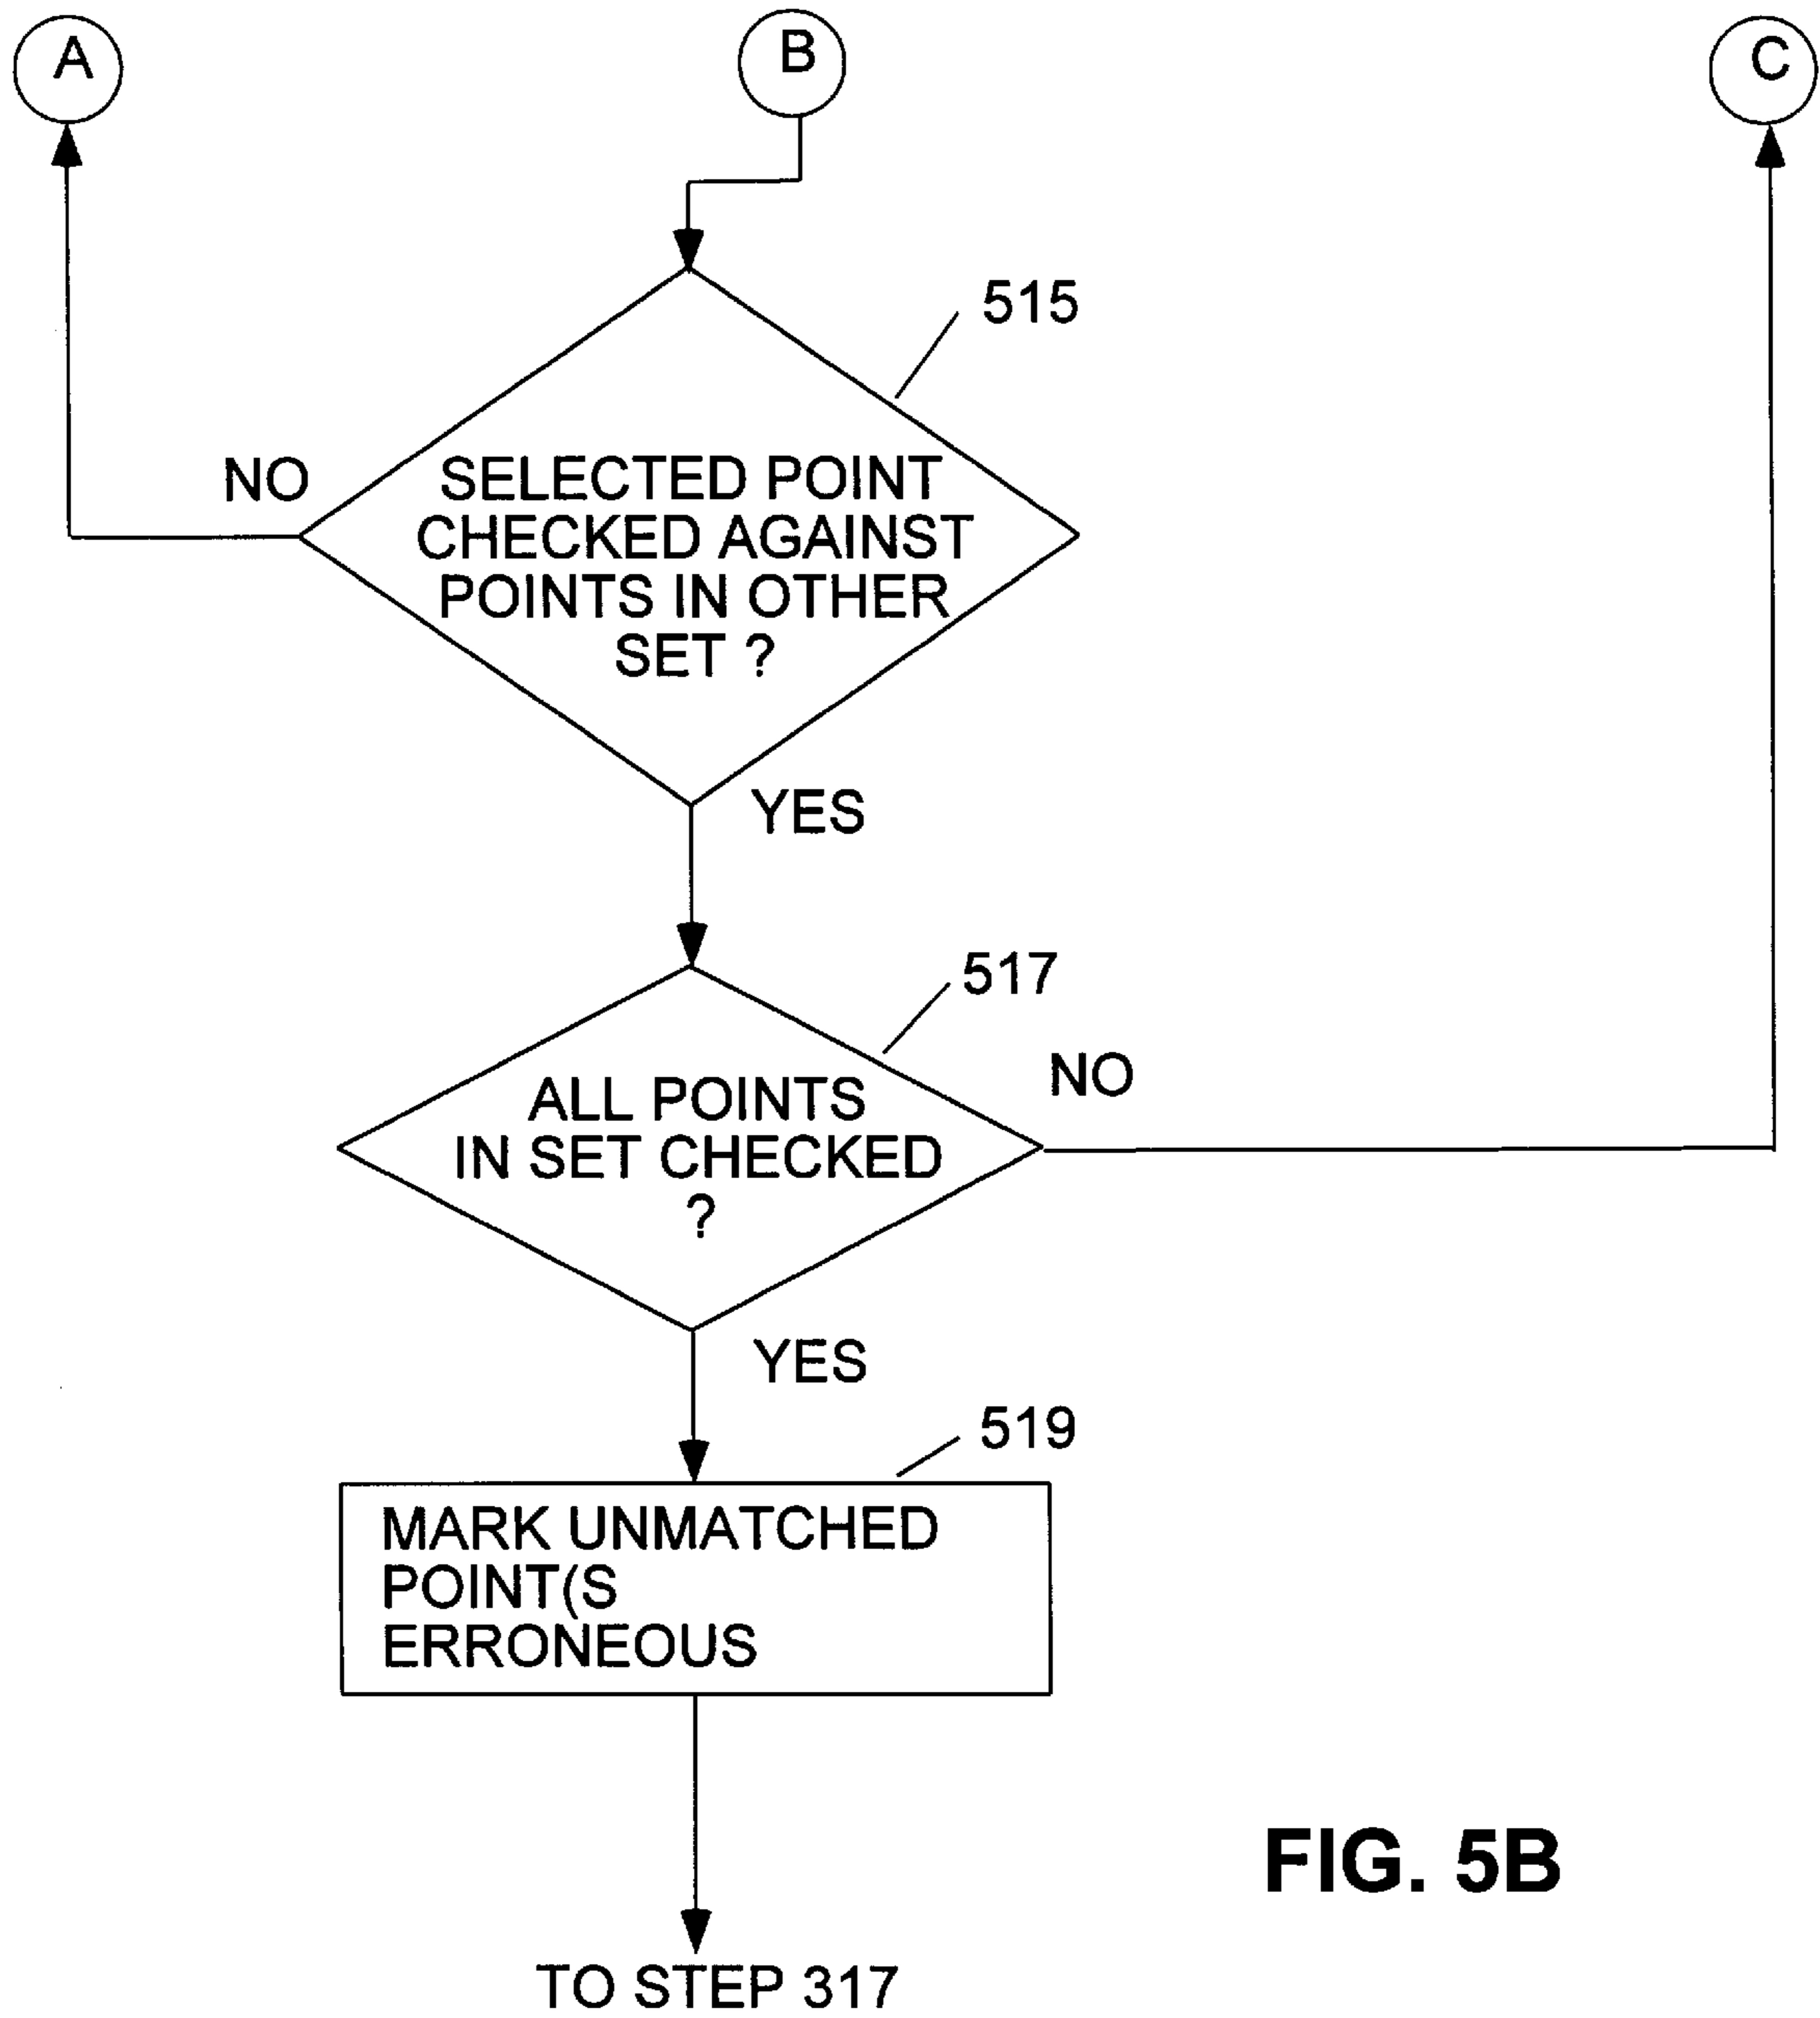 A
B
C
515
NO
SELECTED POINT
CHECKED AGAINST
POINTS IN OTHER
SET ?
YES
517
NO
ALL POINTS
IN SET CHECKED
?
YES
519
MARK UNMATCHED
POINT(S
ERRONEOUS
FIG. 5B
TO STEP 317